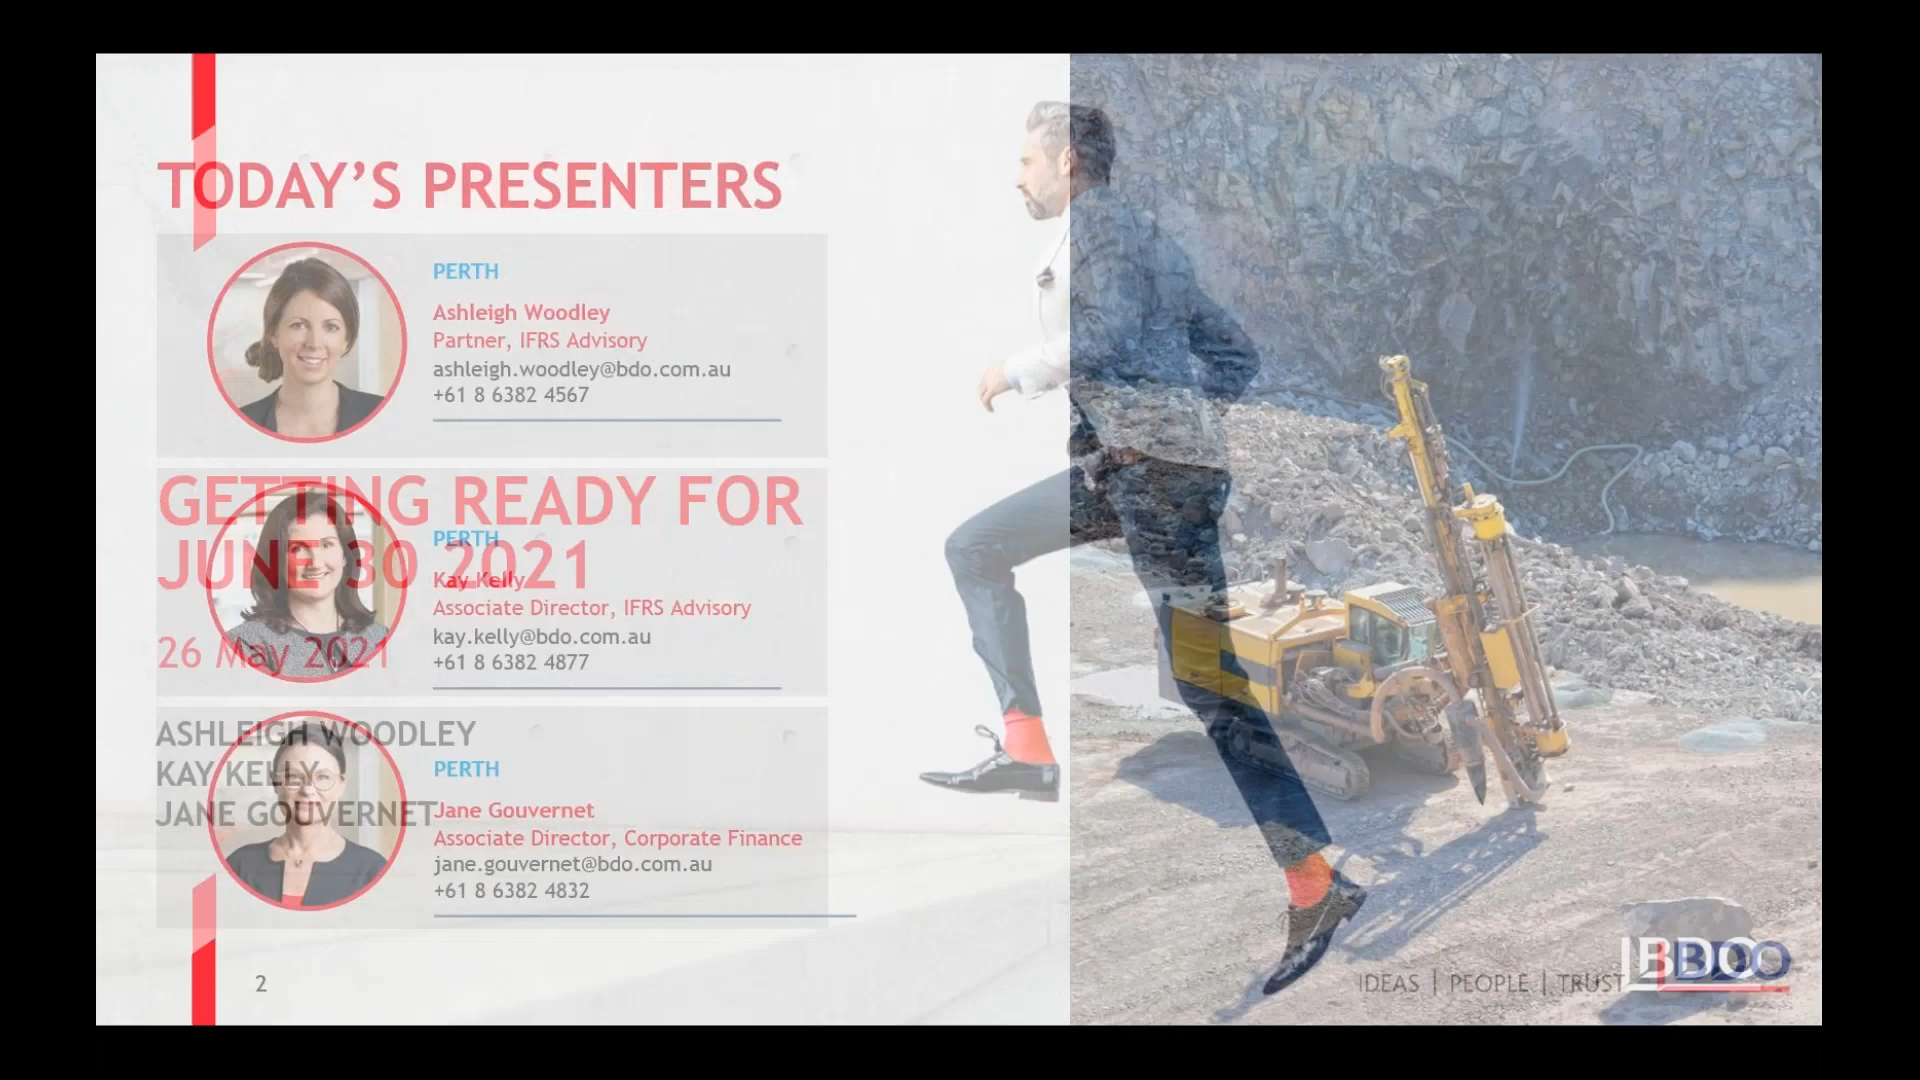 TODAY'S PRESENTERS
PERTH
Ashleigh Woodley
Partner, IFRS Advisory
ashleigh.woodley@bdo.com.au
+61 8 6382 4567
GETTING READY FOR
JUNE 30 2021
PERTH
Kay Kelly
Associate Director, IFRS Advisory
kay.kelly@bdo.com.au
+61 8 6382 4877
26 May 2021
ASHLEIGH WOODLEY
KAY KELLY
JANE GOUVERNET
PERTH
Jane Gouvernet
Associate Director, Corporate Finance
jane.gouvernet@bdo.com.au
+61 8 6382 4832
2
IDEAS | PEOPLE | TRUST
BDO
BDO